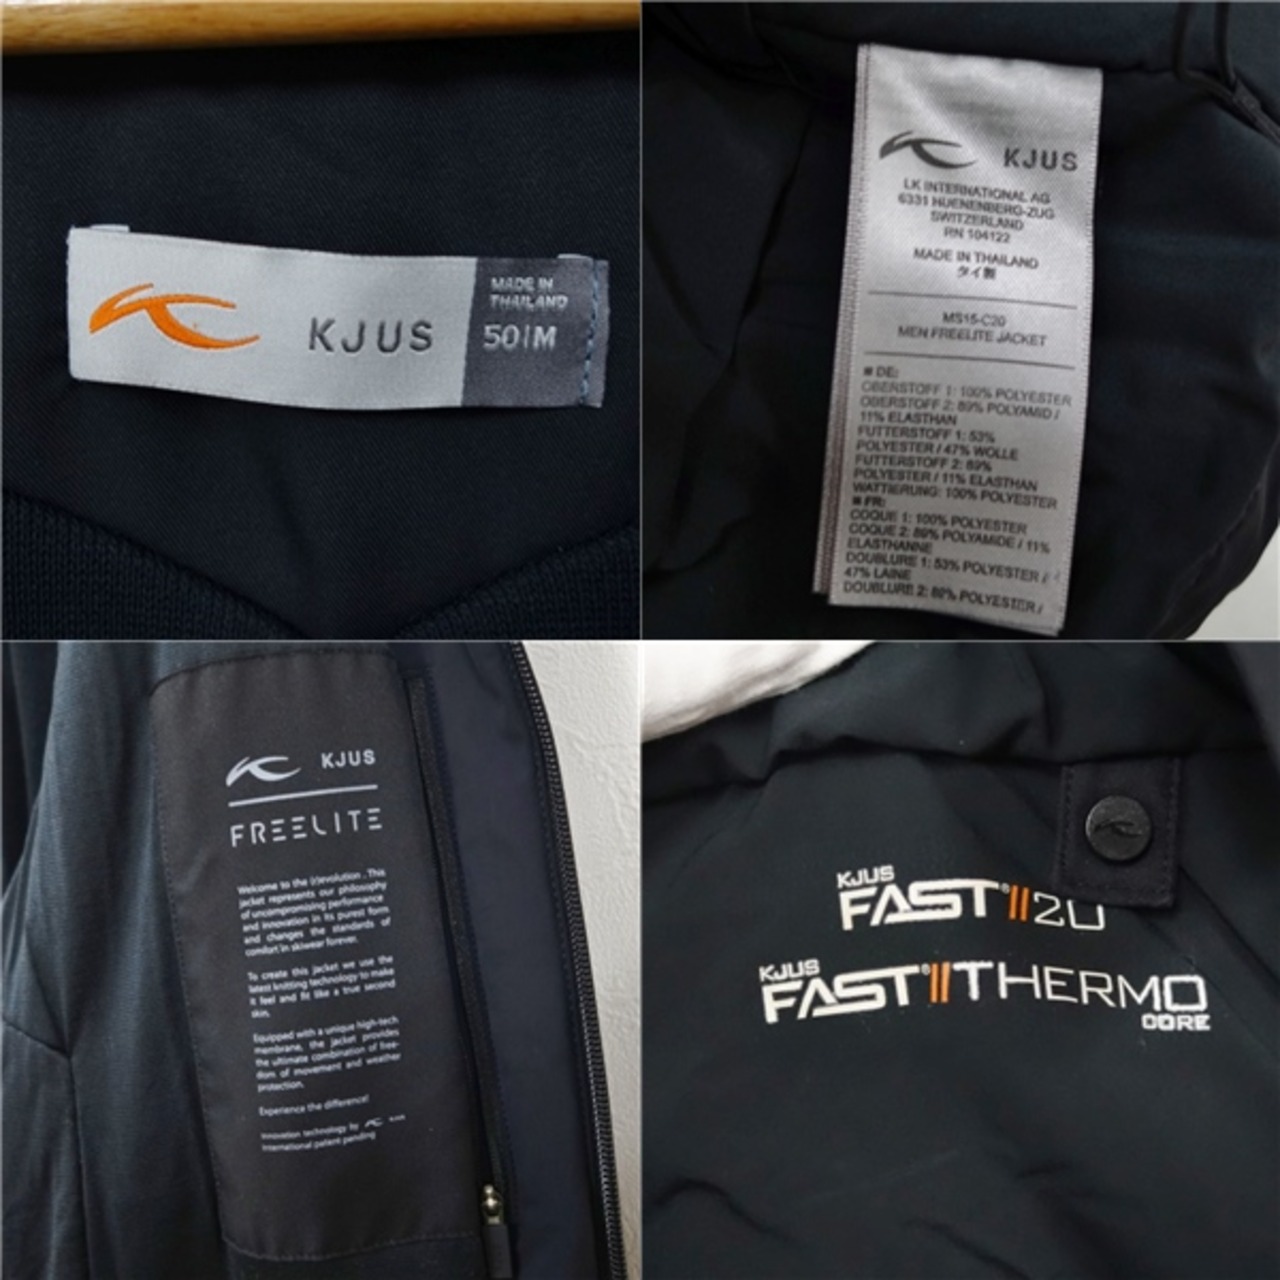 KJUS
MADE IN
THAILAND
50|M
KJUS
LK INTERNATIONAL AG
6331 HUENENBERG-ZUG
SWITZERLAND
RN 104122
MADE IN THAILAND
タイ製
MS15-C20
MEN FREELITE JACKET
■ DE:
OBERSTOFF 1: 100% POLYESTER
OBERSTOFF 2: 89% POLYAMID /
11% ELASTHAN
FUTTERSTOFF 1: 53%
POLYESTER / 47% WOLLE
FUTTERSTOFF 2: 89%
POLYESTER / 11% ELASTHAN
WATTIERUNG: 100% POLYESTER
■ FR:
COQUE 1: 100% POLYESTER
COQUE 2: 89% POLYAMIDE / 11%
ELASTHANNE
DOUBLURE 1: 53% POLYESTER /
47% LAINE
DOUBLURE 2: 89% POLYESTER /
KJUS
FREELITE
Welcome to the (r)evolution . This
jacket represents our philosophy
of uncompromising performance
and innovation in its purest form
and changes the standards of
comfort in skiwear forever.
To create this jacket we use the
latest knitting technology to make
it feel and fit like a true second
skin.
Equipped with a unique high-tech
membrane, the jacket provides
the ultimate combination of free-
dom of movement and weather
protection.
Experience the difference!
Innovation technology by
International patent pending
KJUS
FAST® 20
KJUS
FAST® THERMO
CORE